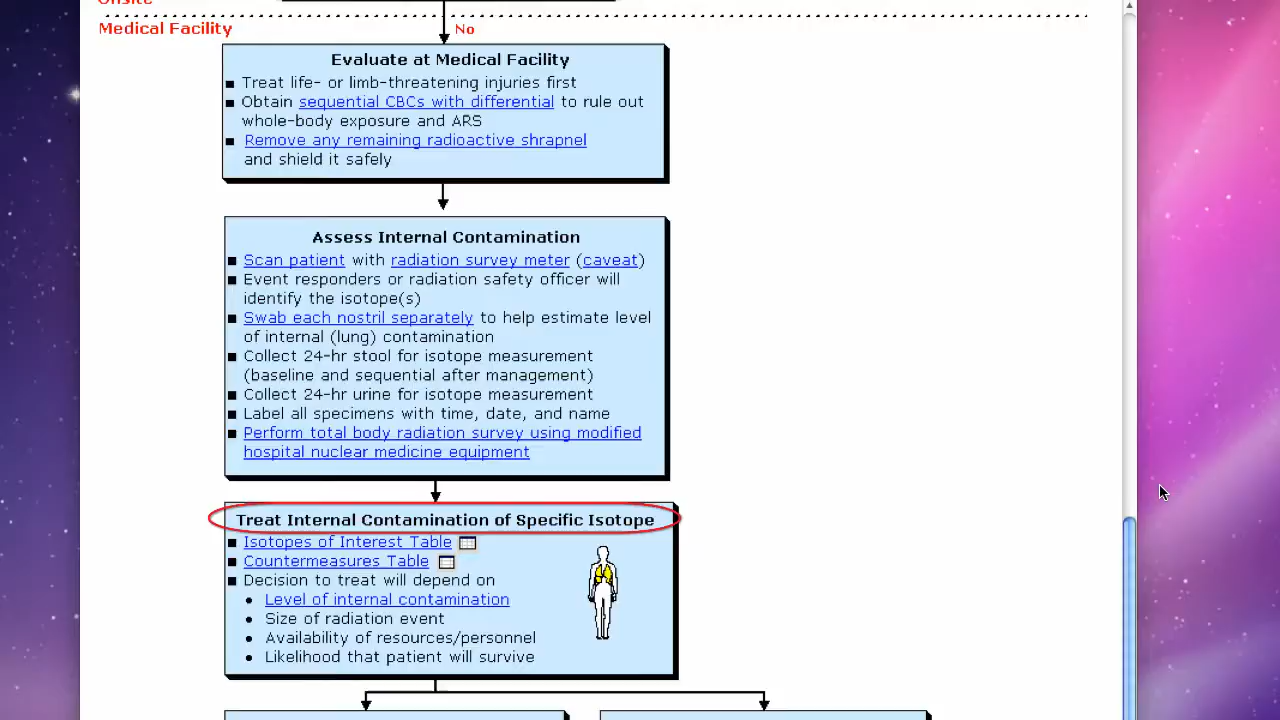 Onsite
Medical Facility
No
Evaluate at Medical Facility
Treat life- or limb-threatening injuries first
Obtain sequential CBCs with differential to rule out
whole-body exposure and ARS
Remove any remaining radioactive shrapnel
and shield it safely
Assess Internal Contamination
Scan patient with radiation survey meter (caveat)
Event responders or radiation safety officer will
identify the isotope(s)
Swab each nostril separately to help estimate level
of internal (lung) contamination
Collect 24-hr stool for isotope measurement
(baseline and sequential after management)
Collect 24-hr urine for isotope measurement
Label all specimens with time, date, and name
Perform total body radiation survey using modified
hospital nuclear medicine equipment
Treat Internal Contamination of Specific Isotope
Isotopes of Interest Table
Countermeasures Table
Decision to treat will depend on
Level of internal contamination
Size of radiation event
Availability of resources/personnel
Likelihood that patient will survive